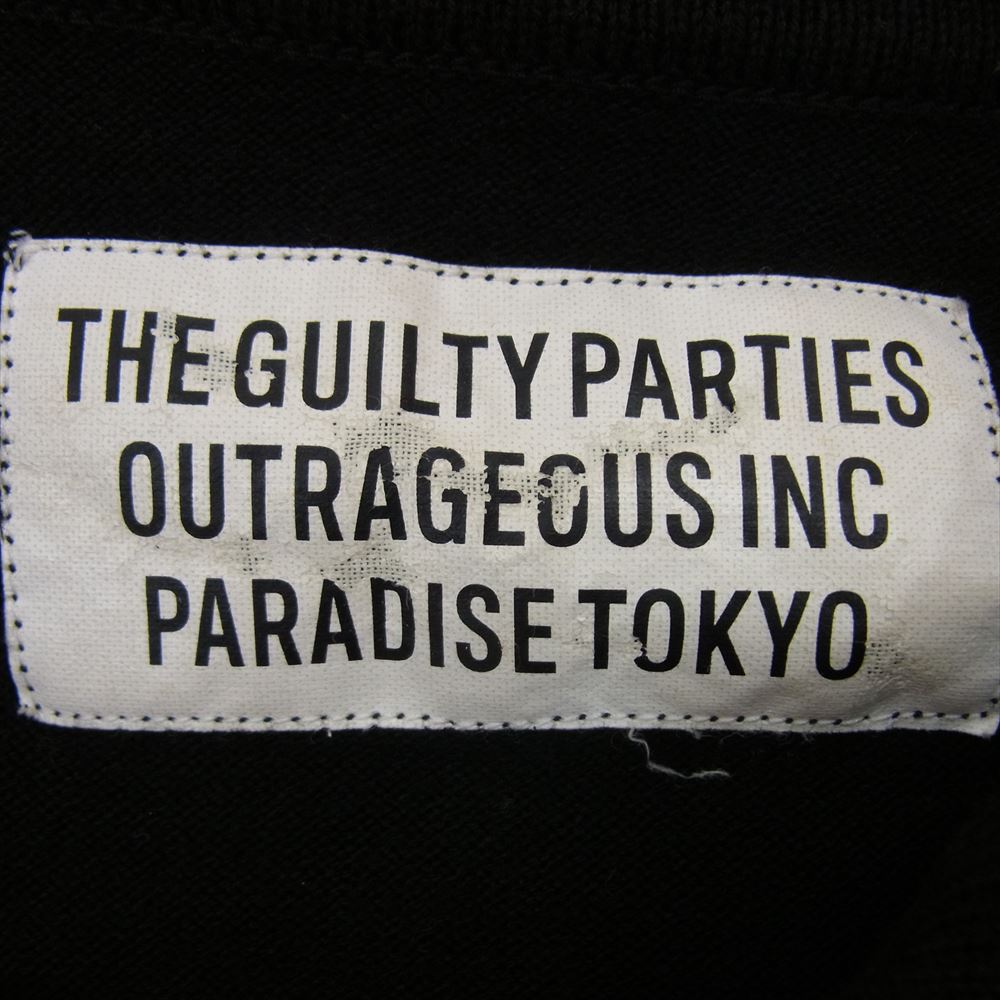 THE GUILTY PARTIES
OUTRAGEOUS INC
PARADISE TOKYO